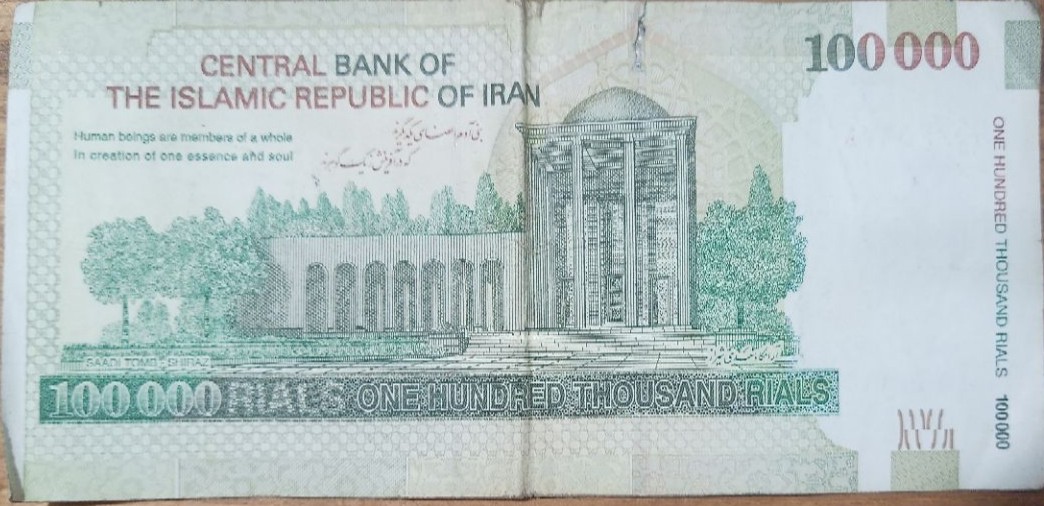 CENTRAL BANK OF
THE ISLAMIC REPUBLIC OF IRAN
100 000
Human beings are members of a whole
In creation of one essence and soul
بنی آدم اعضای یکدیگرند
که در آفرینش ز یک گوهرند
ONE HUNDRED THOUSAND RIALS 100000
SAADI TOMB - SHIRAZ
آرامگاه سعدی شیراز
100 000 RIALS ONE HUNDRED THOUSAND RIALS